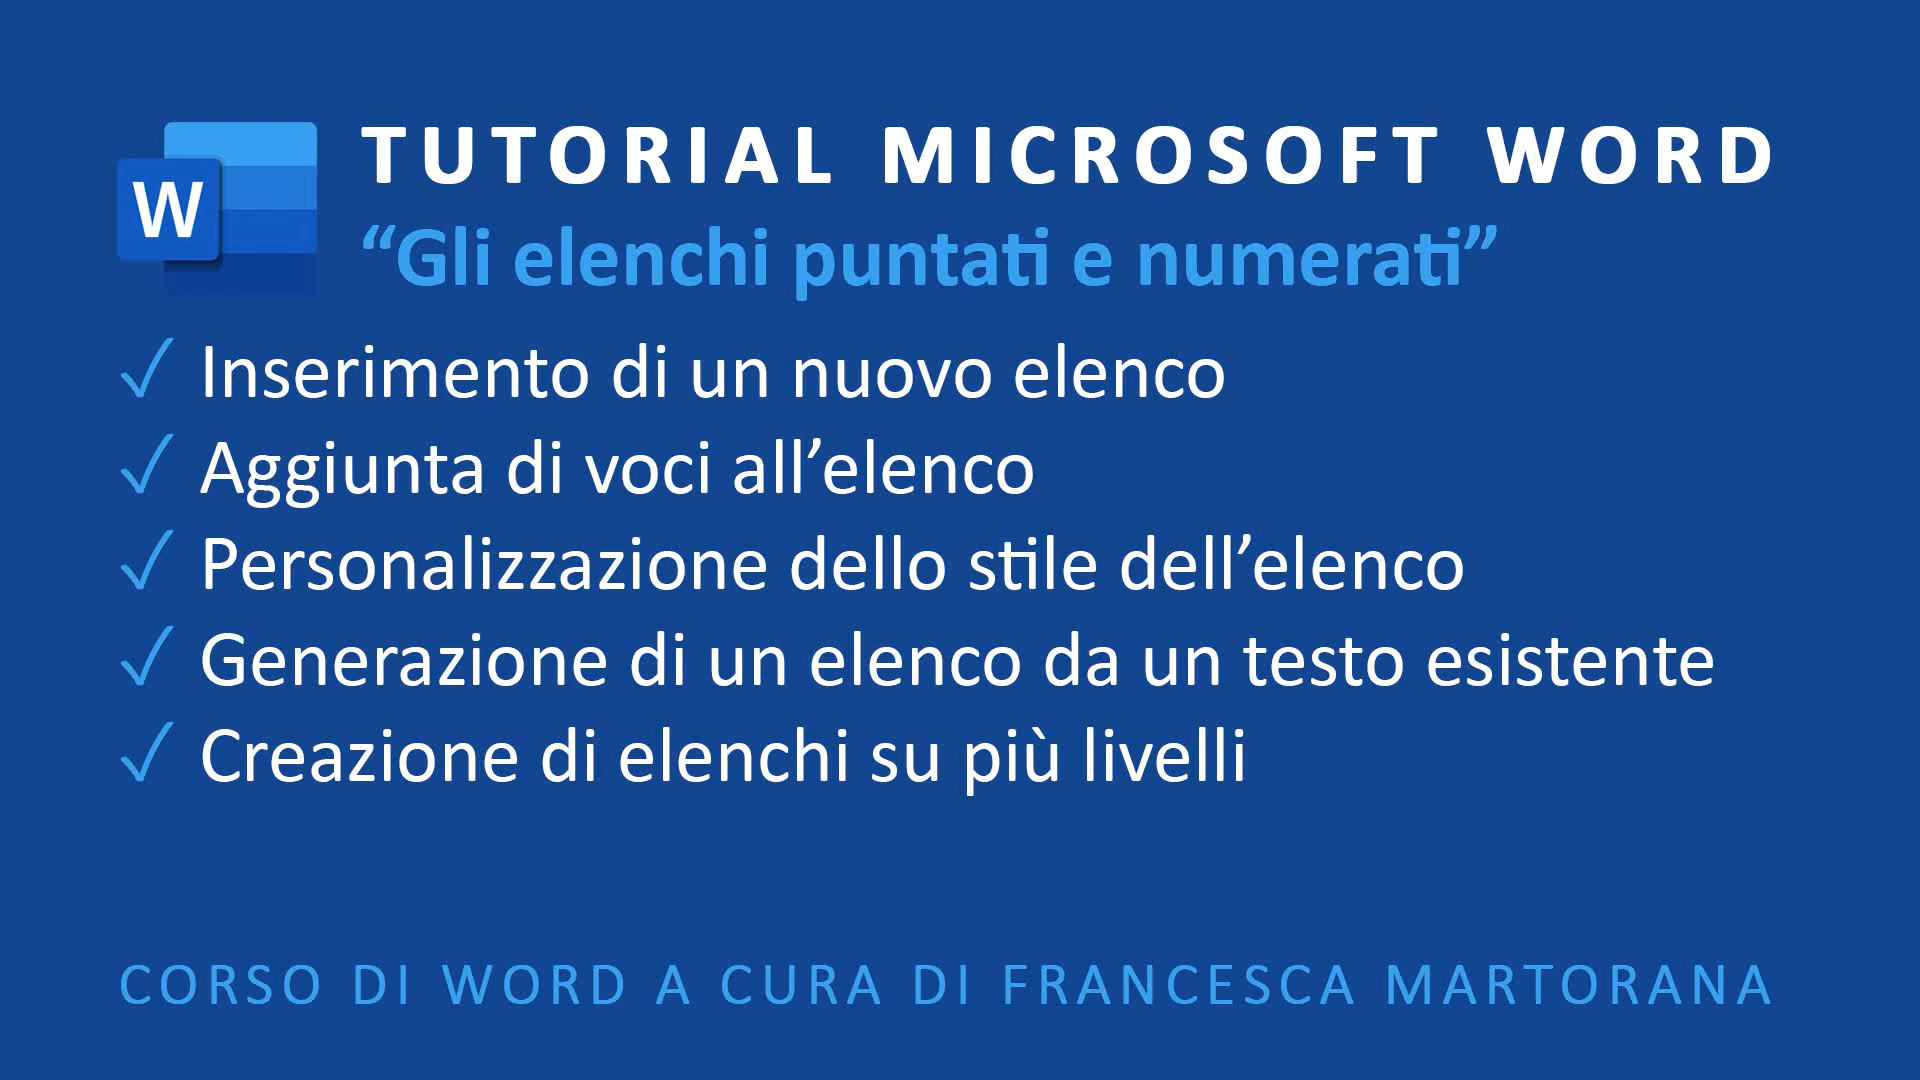 W
TUTORIAL MICROSOFT WORD
“Gli elenchi puntati e numerati”
✓ Inserimento di un nuovo elenco
✓ Aggiunta di voci all’elenco
✓ Personalizzazione dello stile dell’elenco
✓ Generazione di un elenco da un testo esistente
✓ Creazione di elenchi su più livelli
CORSO DI WORD A CURA DI FRANCESCA MARTORANA